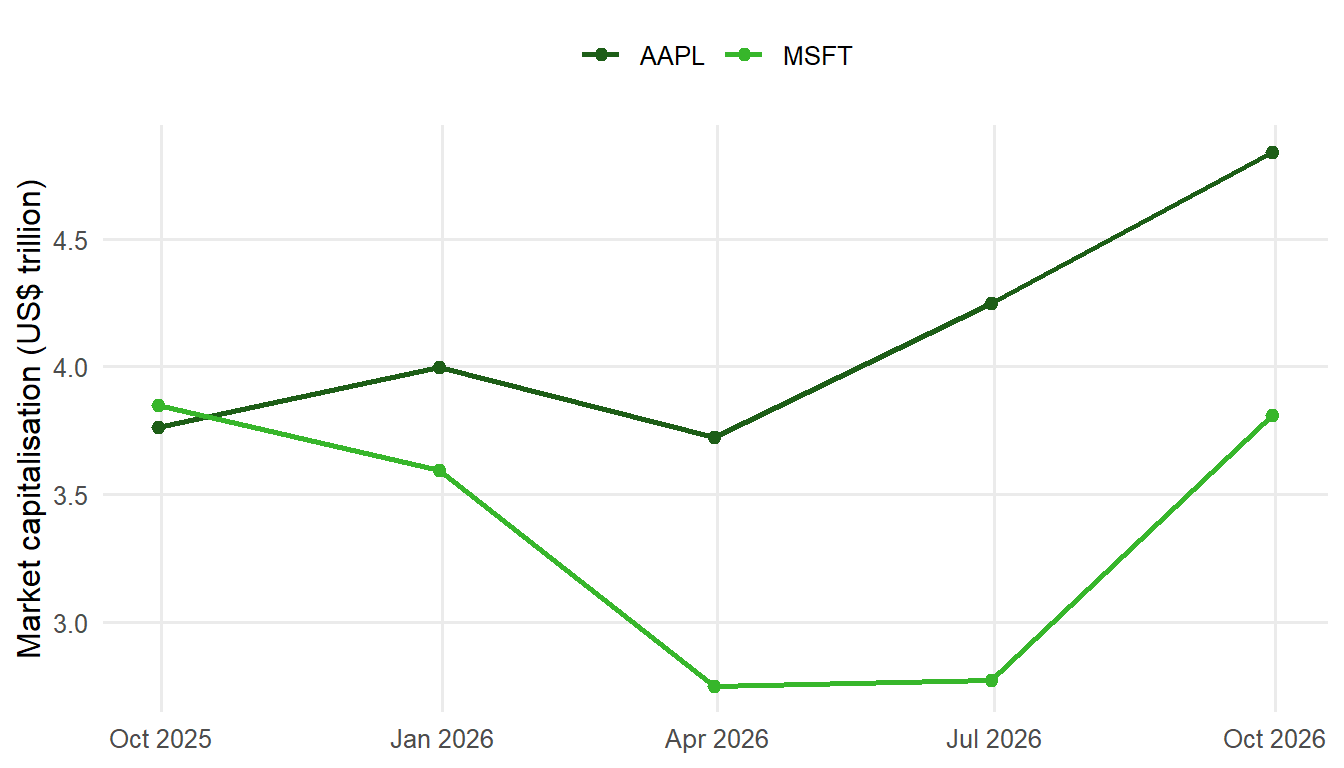 AAPL MSFT
Market capitalisation (US$ trillion)
4.5
4.0
3.5
3.0
Oct 2025 Jan 2026 Apr 2026 Jul 2026 Oct 2026